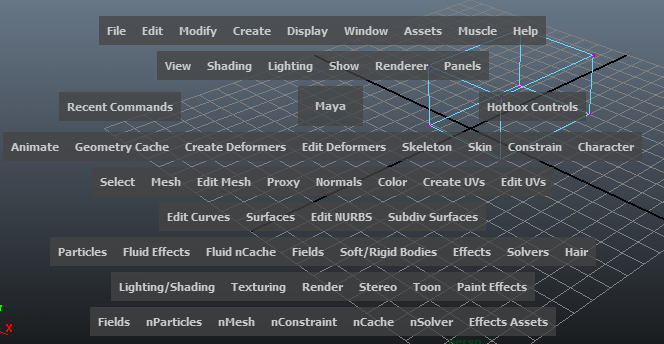 File Edit Modify Create Display Window Assets Muscle Help
View Shading Lighting Show Renderer Panels
Recent Commands Maya Hotbox Controls
Animate Geometry Cache Create Deformers Edit Deformers Skeleton Skin Constrain Character
Select Mesh Edit Mesh Proxy Normals Color Create UVs Edit UVs
Edit Curves Surfaces Edit NURBS Subdiv Surfaces
Particles Fluid Effects Fluid nCache Fields Soft/Rigid Bodies Effects Solvers Hair
Lighting/Shading Texturing Render Stereo Toon Paint Effects
Fields nParticles nMesh nConstraint nCache nSolver Effects Assets
X
persp